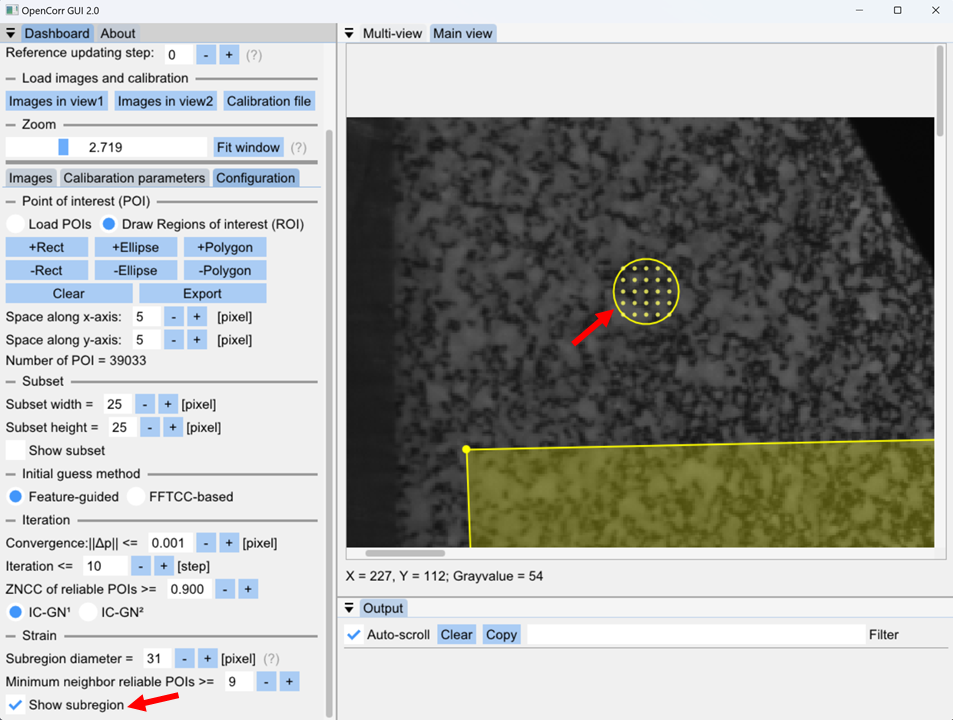 OpenCorr GUI 2.0
Dashboard About
Reference updating step: 0 - + (?)
Load images and calibration
Images in view1 Images in view2 Calibration file
Zoom
2.719 Fit window (?)
Images Calibaration parameters Configuration
Point of interest (POI)
Load POIs Draw Regions of interest (ROI)
+Rect +Ellipse +Polygon
-Rect -Ellipse -Polygon
Clear Export
Space along x-axis: 5 - + [pixel]
Space along y-axis: 5 - + [pixel]
Number of POI = 39033
Subset
Subset width = 25 - + [pixel]
Subset height = 25 - + [pixel]
Show subset
Initial guess method
Feature-guided FFTCC-based
Iteration
Convergence:||Δp|| <= 0.001 - + [pixel]
Iteration <= 10 - + [step]
ZNCC of reliable POIs >= 0.900 - +
IC-GN¹ IC-GN²
Strain
Subregion diameter = 31 - + [pixel] (?)
Minimum neighbor reliable POIs >= 9 - +
Show subregion
Multi-view Main view
X = 227, Y = 112; Grayvalue = 54
Output
Auto-scroll Clear Copy Filter